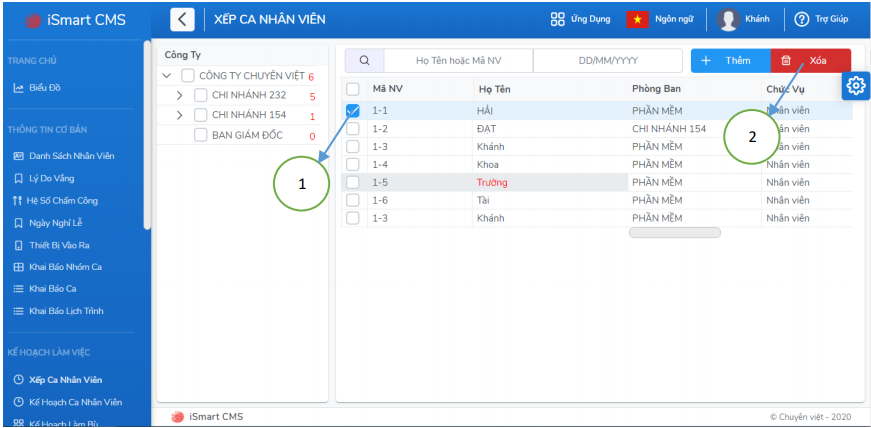 iSmart CMS
XẾP CA NHÂN VIÊN
Ứng Dụng
Ngôn ngữ
Khánh
Trợ Giúp
TRANG CHỦ
Biểu Đồ
THÔNG TIN CƠ BẢN
Danh Sách Nhân Viên
Lý Do Vắng
Hệ Số Chấm Công
Ngày Nghỉ Lễ
Thiết Bị Vào Ra
Khai Báo Nhóm Ca
Khai Báo Ca
Khai Báo Lịch Trình
KẾ HOẠCH LÀM VIỆC
Xếp Ca Nhân Viên
Kế Hoạch Ca Nhân Viên
Kế Hoạch Làm Bù
Công Ty
CÔNG TY CHUYÊN VIỆT 6
CHI NHÁNH 232 5
CHI NHÁNH 154 1
BAN GIÁM ĐỐC 0
Họ Tên hoặc Mã NV
DD/MM/YYYY
+ Thêm
Xóa
Mã NV Họ Tên Phòng Ban Chức Vụ
1-1 HẢI PHẦN MỀM Nhân viên
1-2 ĐẠT CHI NHÁNH 154 Nhân viên
1-3 Khánh PHẦN MỀM Nhân viên
1-4 Khoa PHẦN MỀM Nhân viên
1-5 Trường PHẦN MỀM Nhân viên
1-6 Tài PHẦN MỀM Nhân viên
1-3 Khánh PHẦN MỀM Nhân viên
1
2
iSmart CMS
© Chuyên việt - 2020